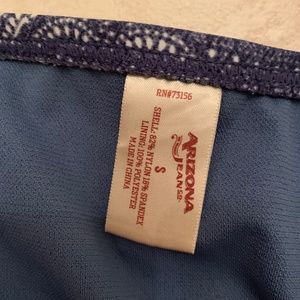 RN#73156
ARIZONA
JEAN CO.
S
SHELL: 82% NYLON 18% SPANDEX
LINING: 100% POLYESTER
MADE IN CHINA